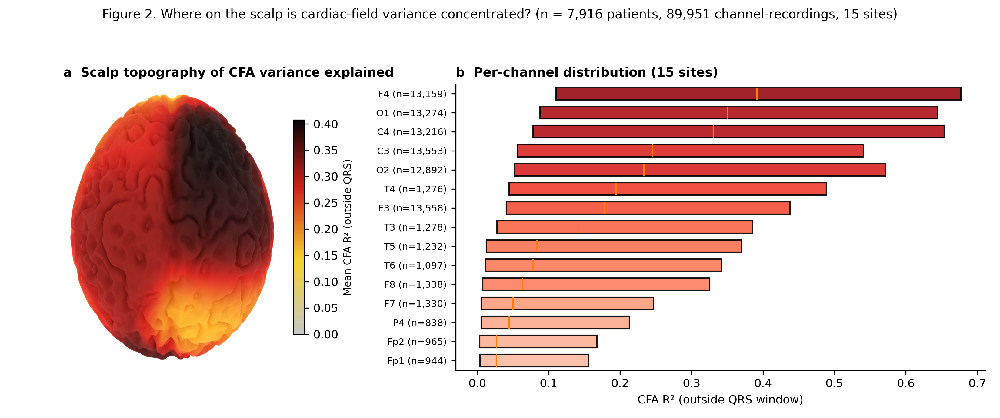 Figure 2. Where on the scalp is cardiac-field variance concentrated? (n = 7,916 patients, 89,951 channel-recordings, 15 sites)
a Scalp topography of CFA variance explained
0.40
0.35
0.30
0.25
0.20
0.15
0.10
0.05
0.00
Mean CFA R² (outside QRS)
b Per-channel distribution (15 sites)
F4 (n=13,159)
O1 (n=13,274)
C4 (n=13,216)
C3 (n=13,553)
O2 (n=12,892)
T4 (n=1,276)
F3 (n=13,558)
T3 (n=1,278)
T5 (n=1,232)
T6 (n=1,097)
F8 (n=1,338)
F7 (n=1,330)
P4 (n=838)
Fp2 (n=965)
Fp1 (n=944)
0.0 0.1 0.2 0.3 0.4 0.5 0.6 0.7
CFA R² (outside QRS window)